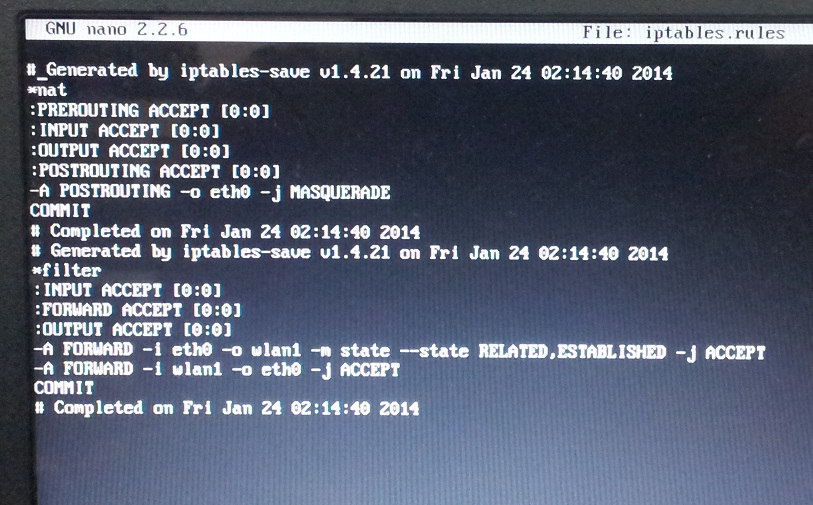 GNU nano 2.2.6 File: iptables.rules
# Generated by iptables-save v1.4.21 on Fri Jan 24 02:14:40 2014
*nat
:PREROUTING ACCEPT [0:0]
:INPUT ACCEPT [0:0]
:OUTPUT ACCEPT [0:0]
:POSTROUTING ACCEPT [0:0]
-A POSTROUTING -o eth0 -j MASQUERADE
COMMIT
# Completed on Fri Jan 24 02:14:40 2014
# Generated by iptables-save v1.4.21 on Fri Jan 24 02:14:40 2014
*filter
:INPUT ACCEPT [0:0]
:FORWARD ACCEPT [0:0]
:OUTPUT ACCEPT [0:0]
-A FORWARD -i eth0 -o wlan1 -m state --state RELATED,ESTABLISHED -j ACCEPT
-A FORWARD -i wlan1 -o eth0 -j ACCEPT
COMMIT
# Completed on Fri Jan 24 02:14:40 2014